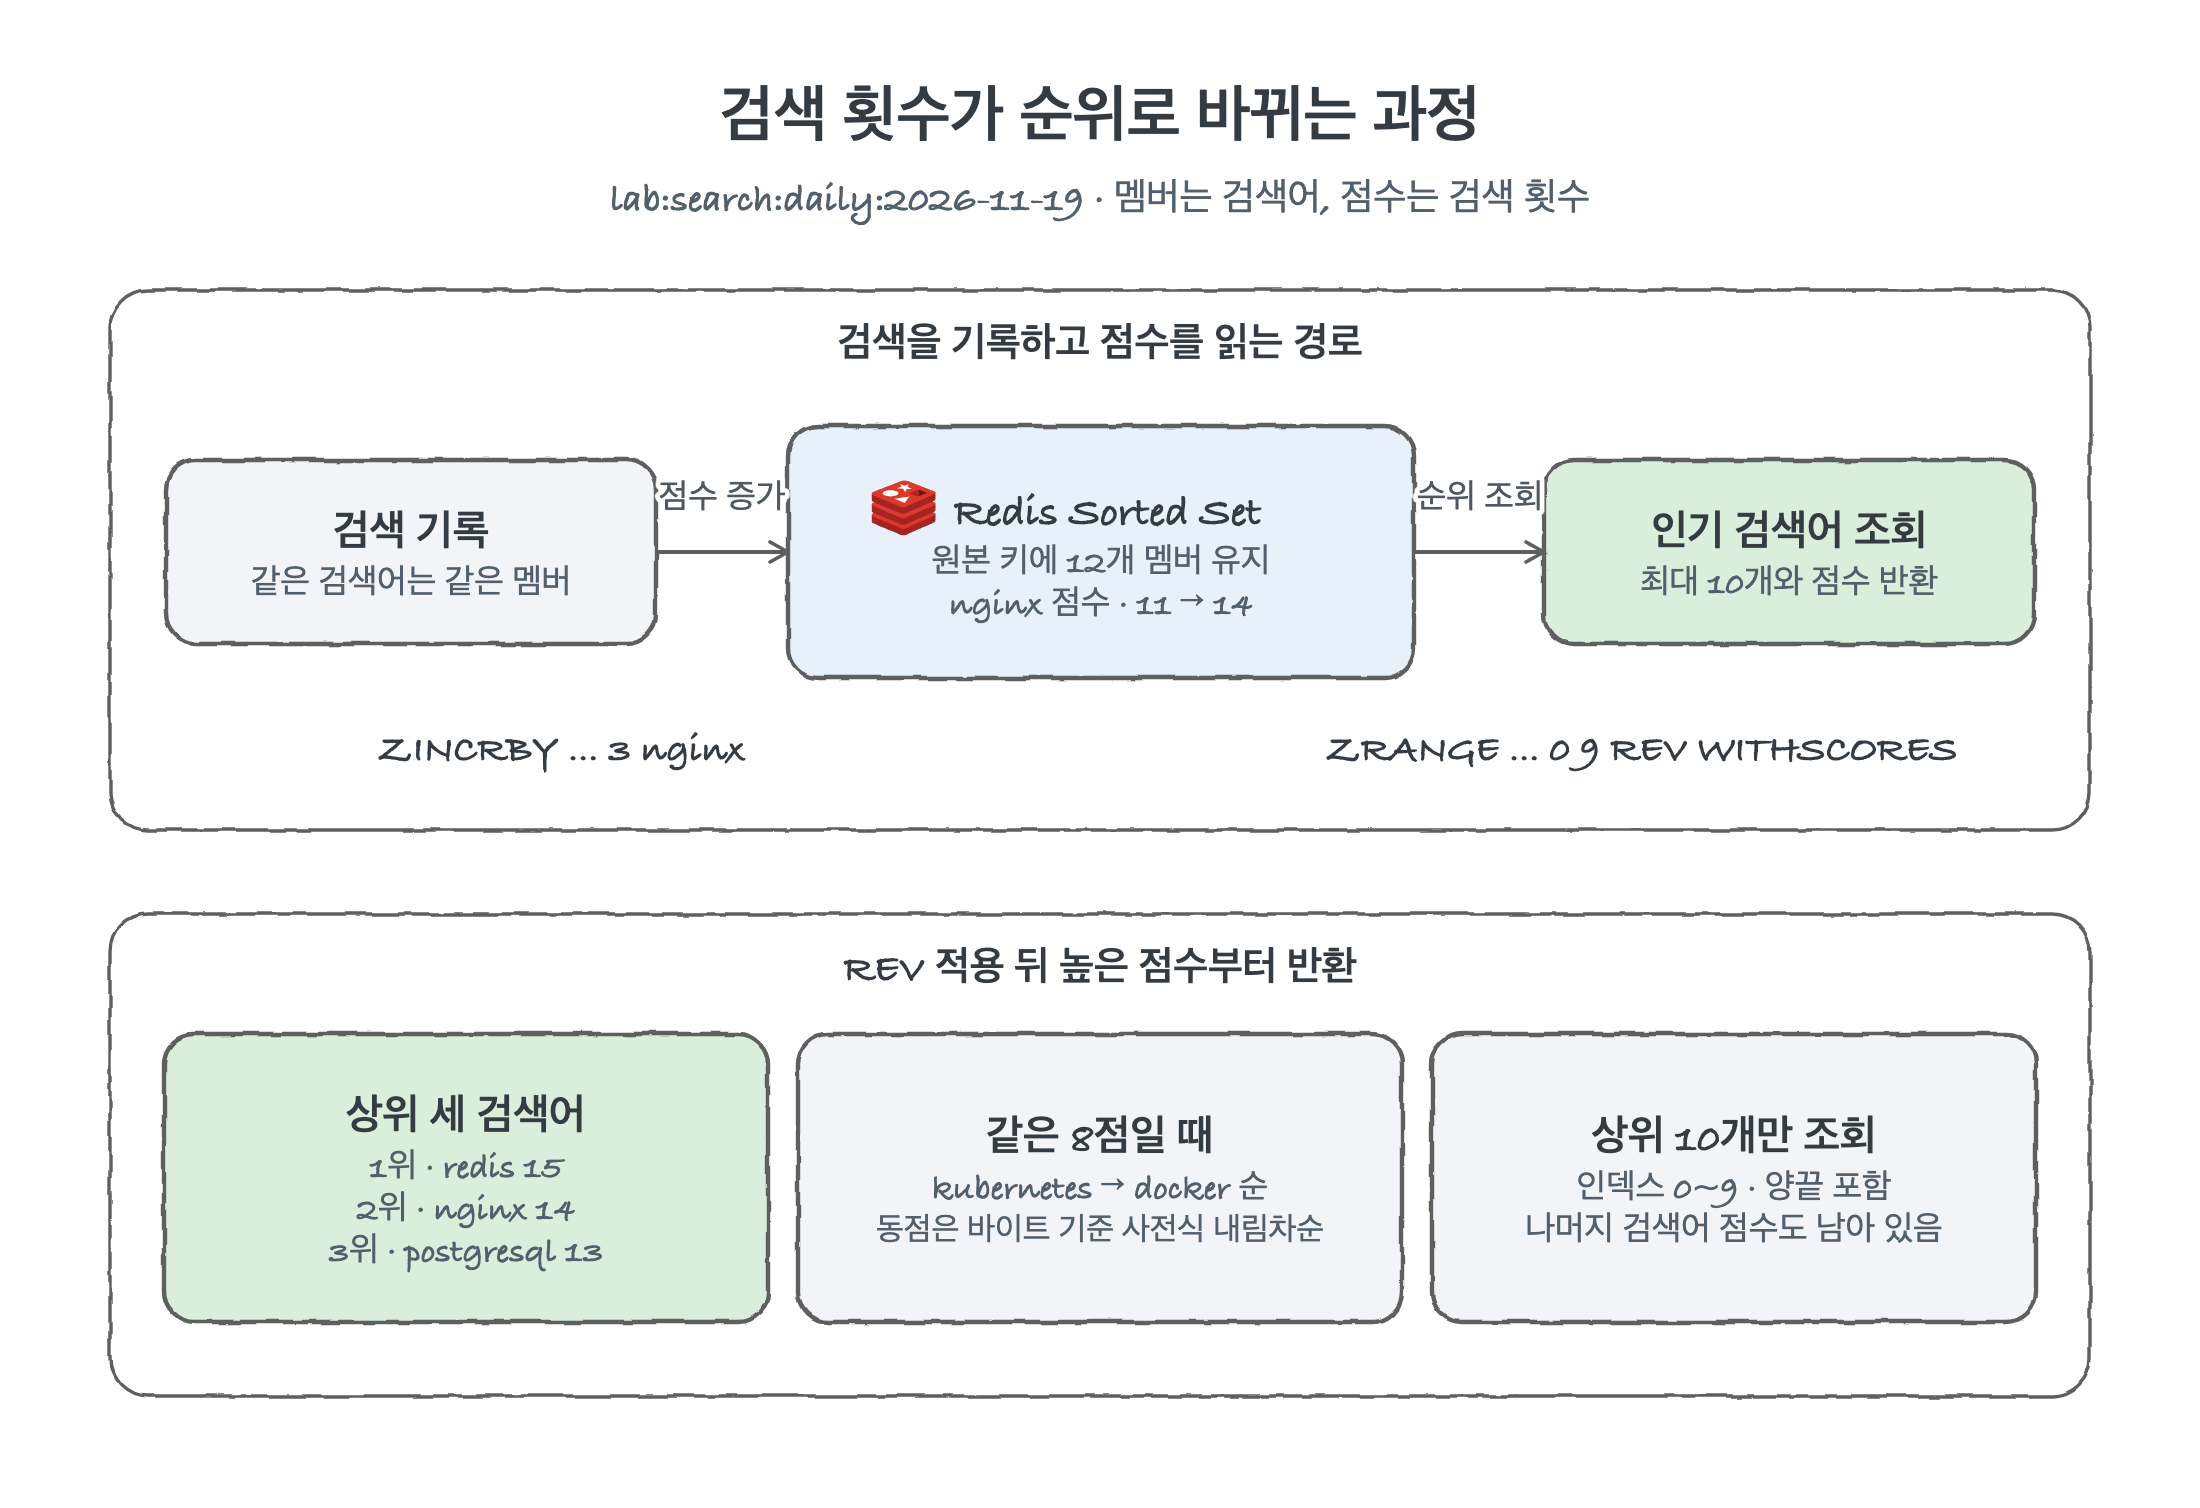 검색 횟수가 순위로 바뀌는 과정
lab:search:daily:2026-11-19 · 멤버는 검색어, 점수는 검색 횟수
검색을 기록하고 점수를 읽는 경로
검색 기록
같은 검색어는 같은 멤버
점수 증가
Redis Sorted Set
원본 키에 12개 멤버 유지
nginx 점수 · 11 → 14
순위 조회
인기 검색어 조회
최대 10개와 점수 반환
ZINCRBY ... 3 nginx
ZRANGE ... 0 9 REV WITHSCORES
REV 적용 뒤 높은 점수부터 반환
상위 세 검색어
1위 · redis 15
2위 · nginx 14
3위 · postgresql 13
같은 8점일 때
kubernetes → docker 순
동점은 바이트 기준 사전식 내림차순
상위 10개만 조회
인덱스 0~9 · 양끝 포함
나머지 검색어 점수도 남아 있음